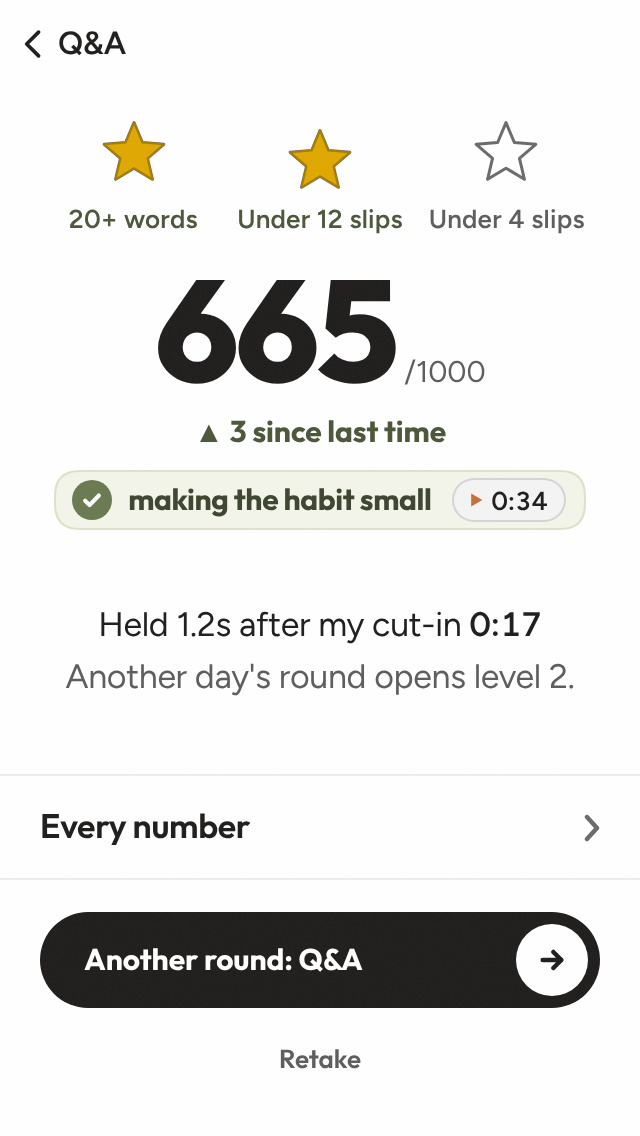 Q&A
20+ words
Under 12 slips
Under 4 slips
665 /1000
▲ 3 since last time
making the habit small 0:34
Held 1.2s after my cut-in 0:17
Another day's round opens level 2.
Every number
Another round: Q&A
Retake